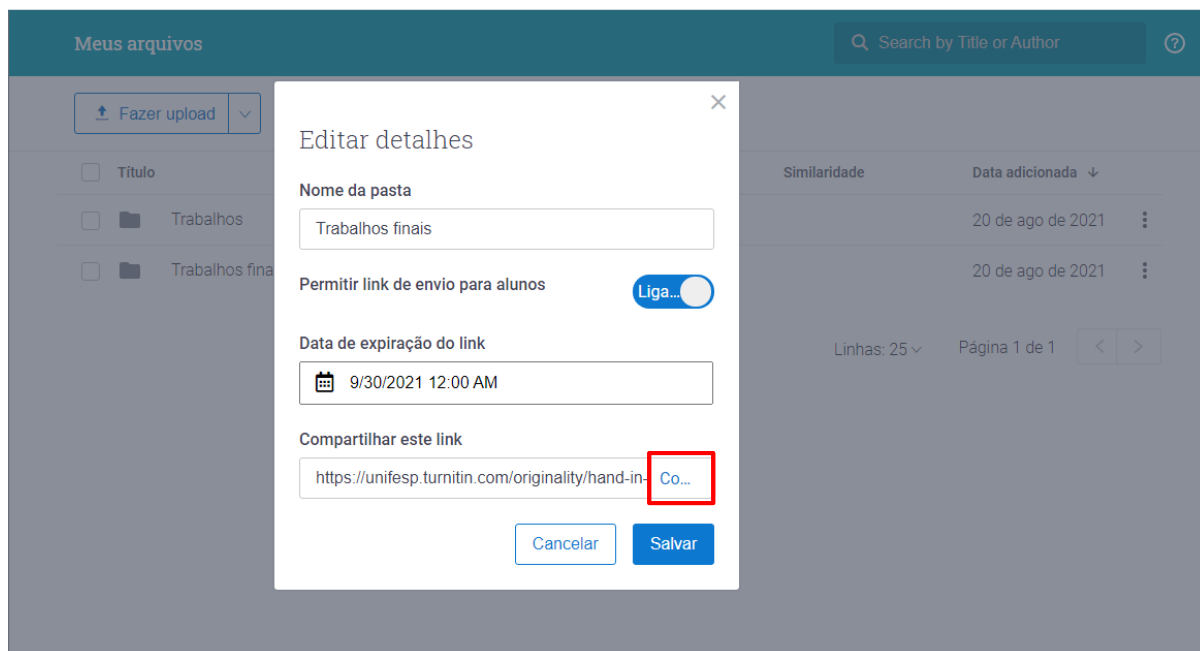 Meus arquivos
Search by Title or Author
Fazer upload
Editar detalhes
Título
Similaridade
Data adicionada
Nome da pasta
Trabalhos finais
Trabalhos
20 de ago de 2021
Trabalhos fina
20 de ago de 2021
Permitir link de envio para alunos
Liga...
Data de expiração do link
Linhas: 25
Página 1 de 1
9/30/2021 12:00 AM
Compartilhar este link
https://unifesp.turnitin.com/originality/hand-in-
Co...
Cancelar
Salvar